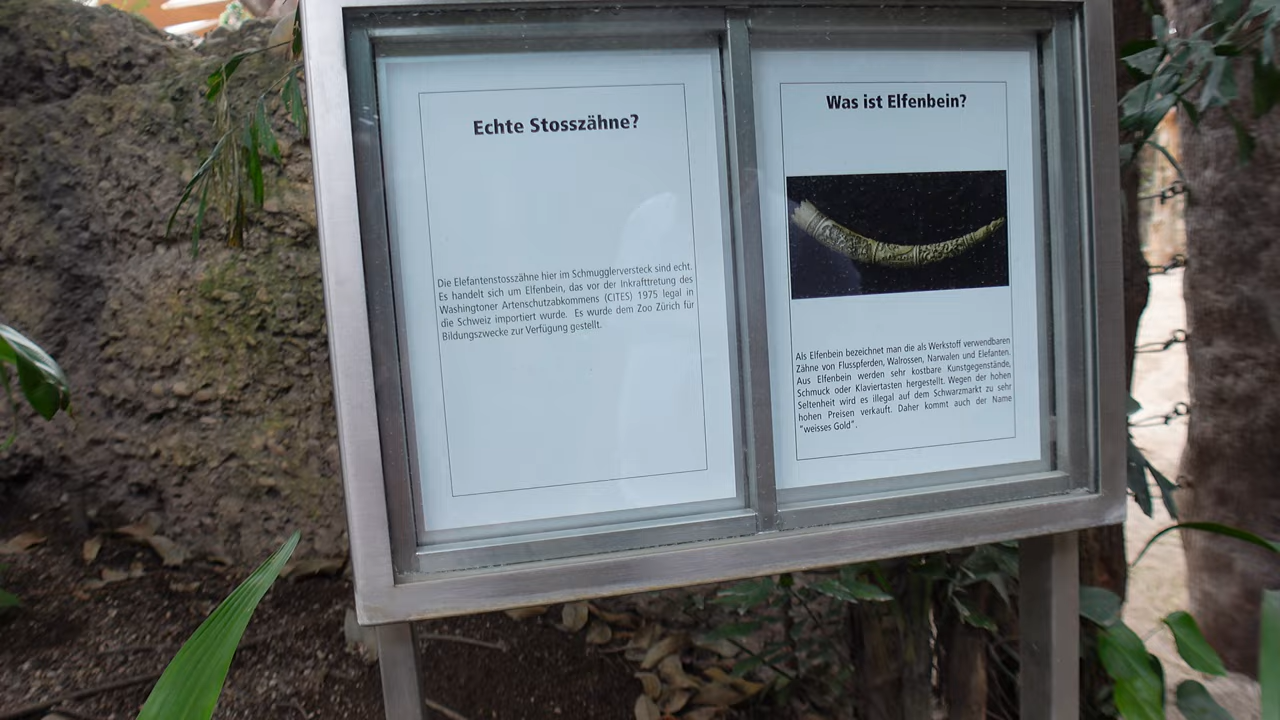 Echte Stosszähne?
Die Elefantenstosszähne hier im Schmugglerversteck sind echt.
Es handelt sich um Elfenbein, das vor der Inkrafttretung des
Washingtoner Artenschutzabkommens (CITES) 1975 legal in
die Schweiz importiert wurde. Es wurde dem Zoo Zürich für
Bildungszwecke zur Verfügung gestellt.
Was ist Elfenbein?
Als Elfenbein bezeichnet man die als Werkstoff verwendbaren
Zähne von Flusspferden, Walrossen, Narwalen und Elefanten.
Aus Elfenbein werden sehr kostbare Kunstgegenstände,
Schmuck oder Klaviertasten hergestellt. Wegen der hohen
Seltenheit wird es illegal auf dem Schwarzmarkt zu sehr
hohen Preisen verkauft. Daher kommt auch der Name
"weisses Gold".